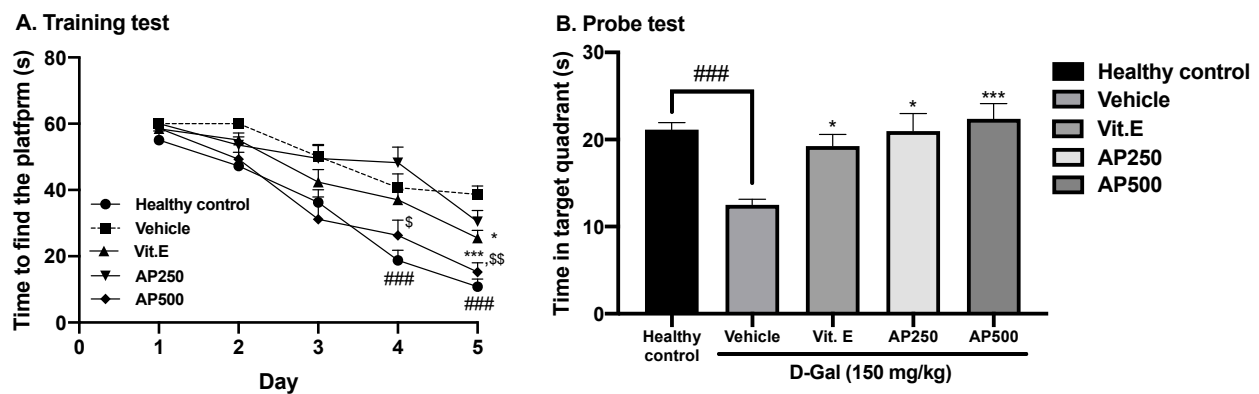 A. Training test
Time to find the platfprm (s)
80
60
40
20
0
0
1
2
3
4
5
Day
Healthy control
Vehicle
Vit.E
AP250
AP500
$
*
***,$$
###
###
B. Probe test
Time in target quadrant (s)
30
20
10
0
###
*
*
***
Healthy
control
Vehicle
Vit. E
AP250
AP500
D-Gal (150 mg/kg)
Healthy control
Vehicle
Vit.E
AP250
AP500